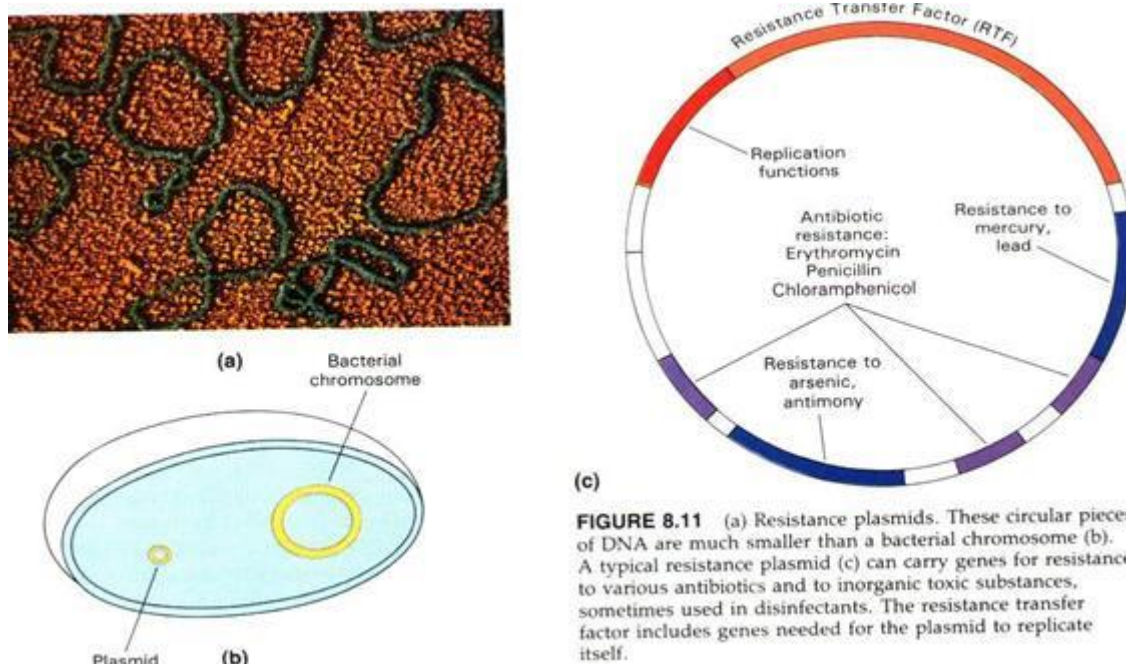 (a)
Bacterial
chromosome
Plasmid
(b)
Resistance Transfer Factor (RTF)
Replication
functions
Antibiotic
resistance:
Erythromycin
Penicillin
Chloramphenicol
Resistance to
mercury,
lead
Resistance to
arsenic,
antimony
(c)
FIGURE 8.11 (a) Resistance plasmids. These circular pieces
of DNA are much smaller than a bacterial chromosome (b).
A typical resistance plasmid (c) can carry genes for resistance
to various antibiotics and to inorganic toxic substances,
sometimes used in disinfectants. The resistance transfer
factor includes genes needed for the plasmid to replicate
itself.